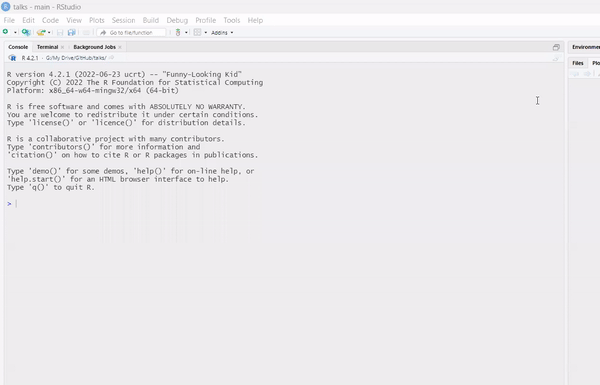 talks - main - RStudio
File Edit Code View Plots Session Build Debug Profile Tools Help
Go to file/function Addins
Console Terminal × Background Jobs × Environment
R 4.2.1 · G:/My Drive/GitHub/talks/
Files
R version 4.2.1 (2022-06-23 ucrt) -- "Funny-Looking Kid"
Copyright (C) 2022 The R Foundation for Statistical Computing
Platform: x86_64-w64-mingw32/x64 (64-bit)
R is free software and comes with ABSOLUTELY NO WARRANTY.
You are welcome to redistribute it under certain conditions.
Type 'license()' or 'licence()' for distribution details.
R is a collaborative project with many contributors.
Type 'contributors()' for more information and
'citation()' on how to cite R or R packages in publications.
Type 'demo()' for some demos, 'help()' for on-line help, or
'help.start()' for an HTML browser interface to help.
Type 'q()' to quit R.
>